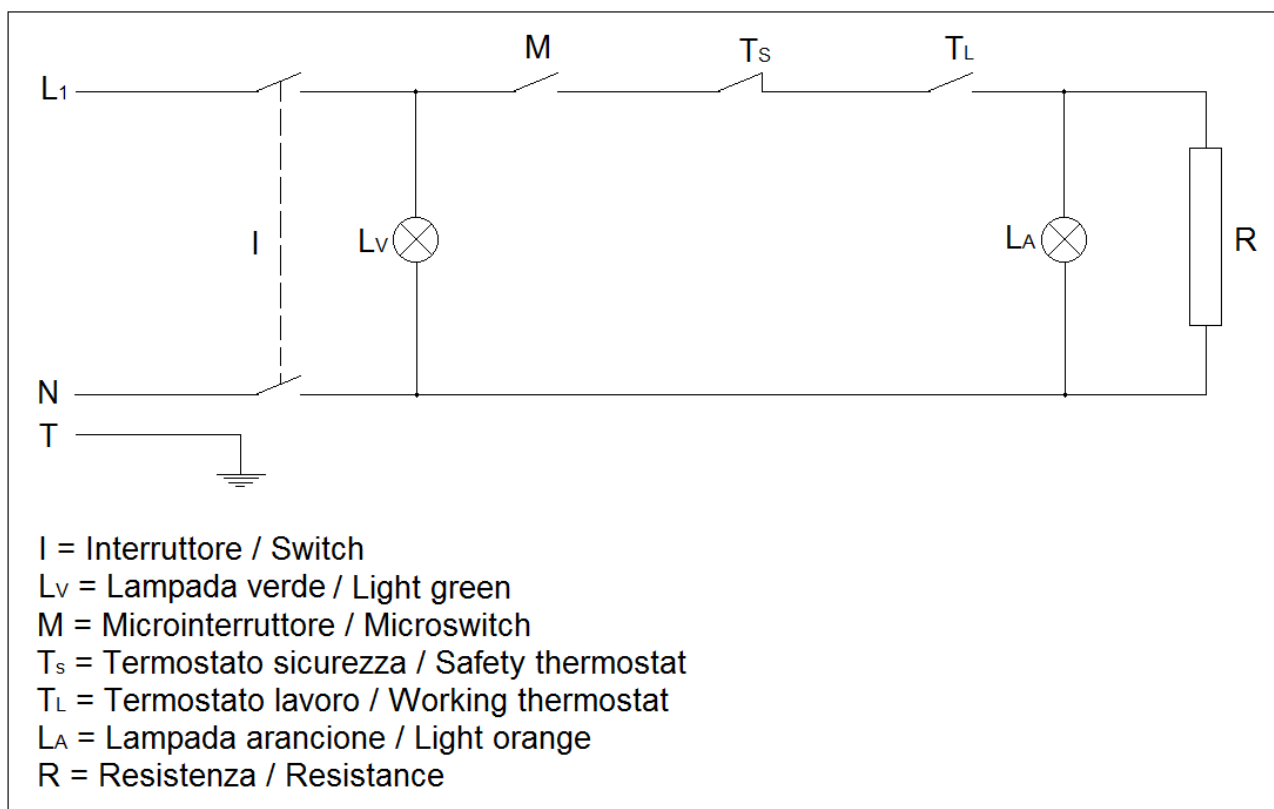 M Ts TL
L1
I LV LA R
N
T
I = Interruttore / Switch
LV = Lampada verde / Light green
M = Microinterruttore / Microswitch
Ts = Termostato sicurezza / Safety thermostat
TL = Termostato lavoro / Working thermostat
LA = Lampada arancione / Light orange
R = Resistenza / Resistance